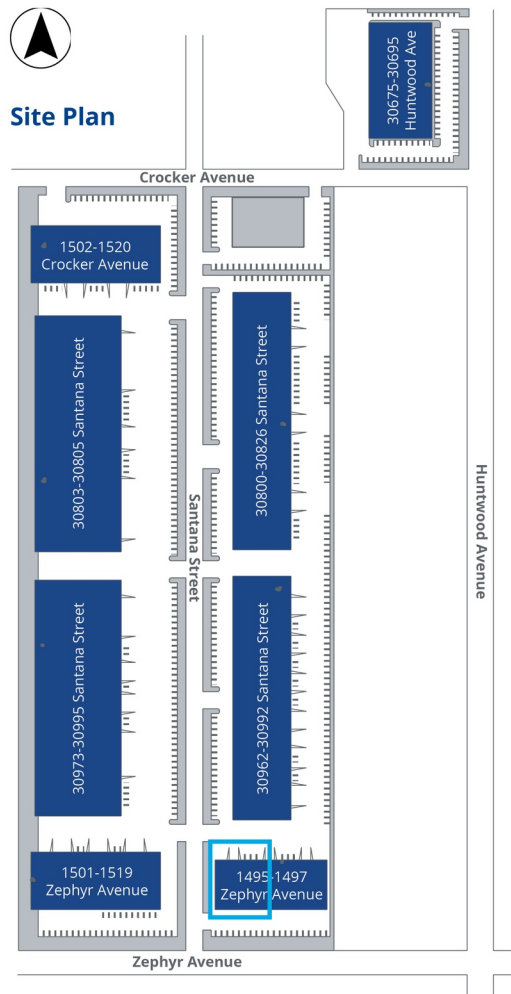 Site Plan
30675-30695
Huntwood Ave
Crocker Avenue
1502-1520
Crocker Avenue
30803-30805 Santana Street
30800-30826 Santana Street
Santana Street
Huntwood Avenue
30973-30995 Santana Street
30962-30992 Santana Street
1501-1519
Zephyr Avenue
1495-1497
Zephyr Avenue
Zephyr Avenue